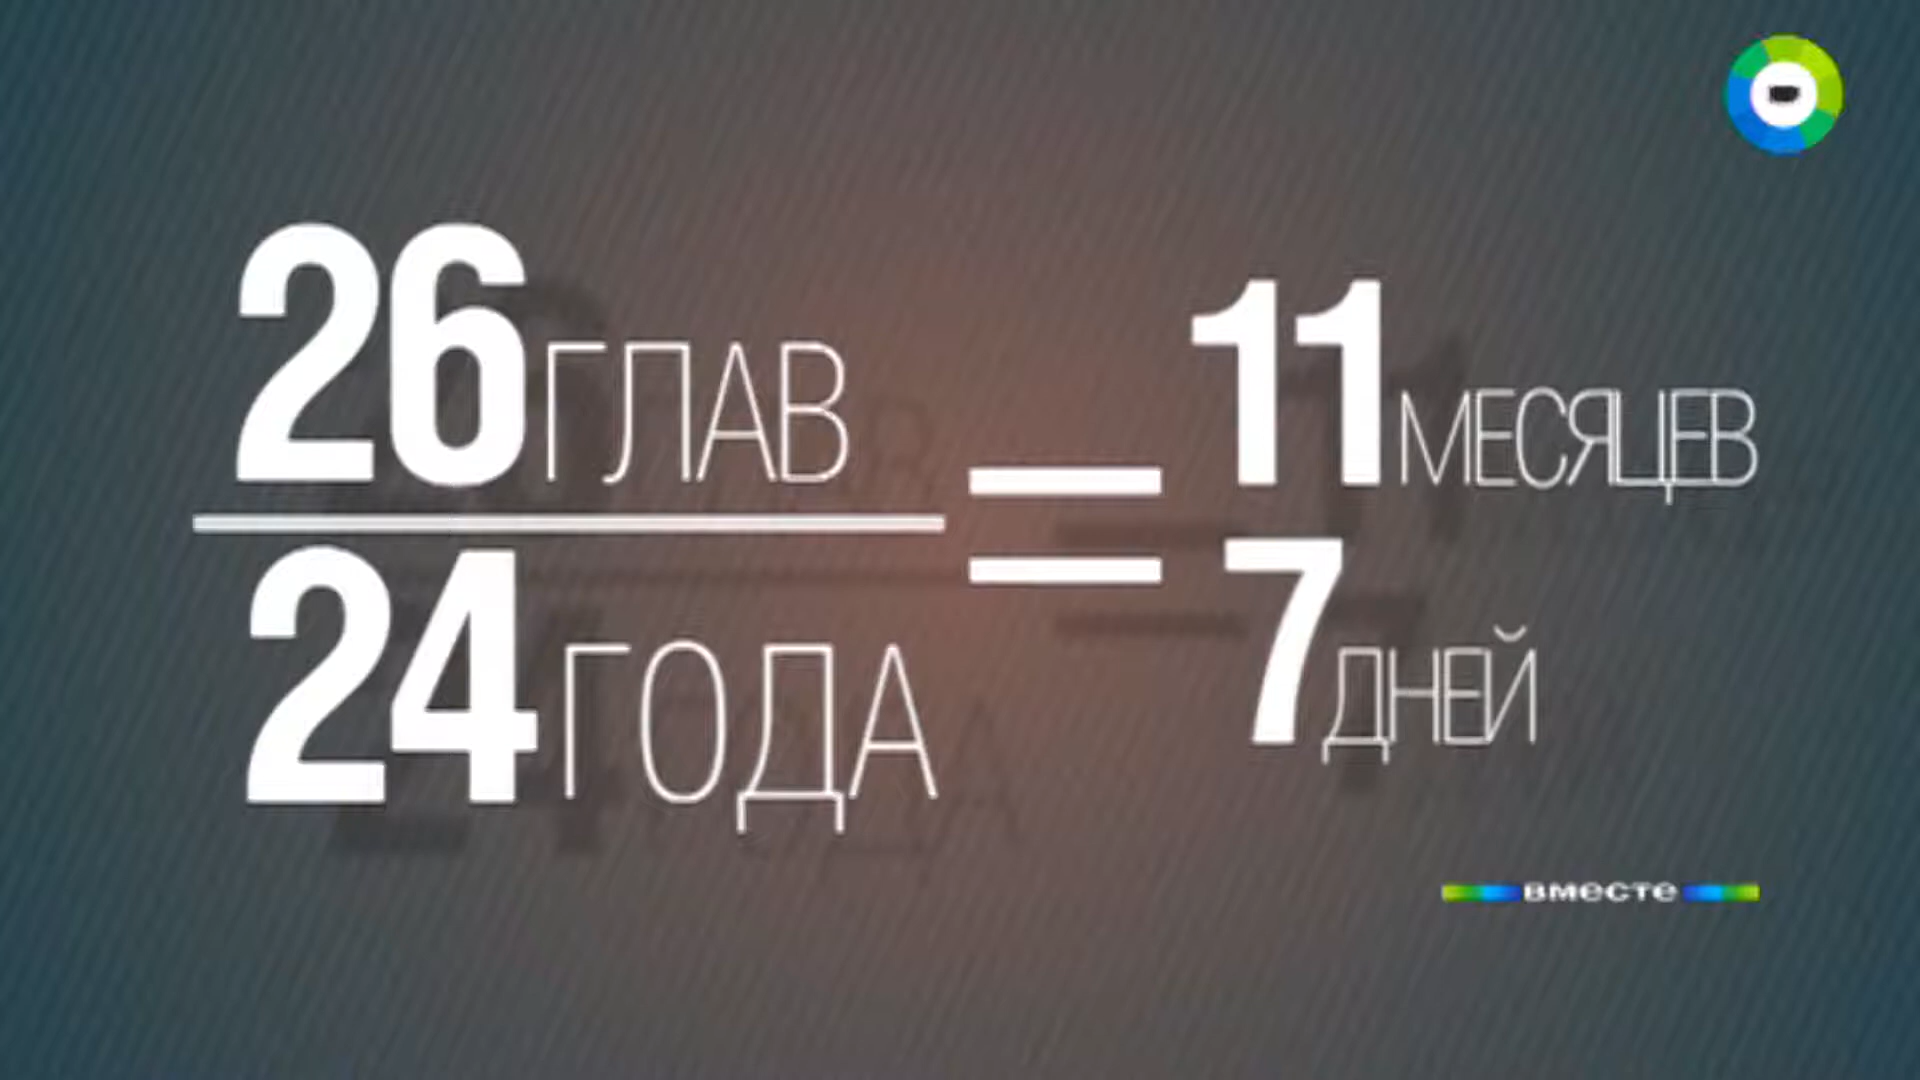 26 ГЛАВ
24 ГОДА
=
11 МЕСЯЦЕВ
7 ДНЕЙ
вместе